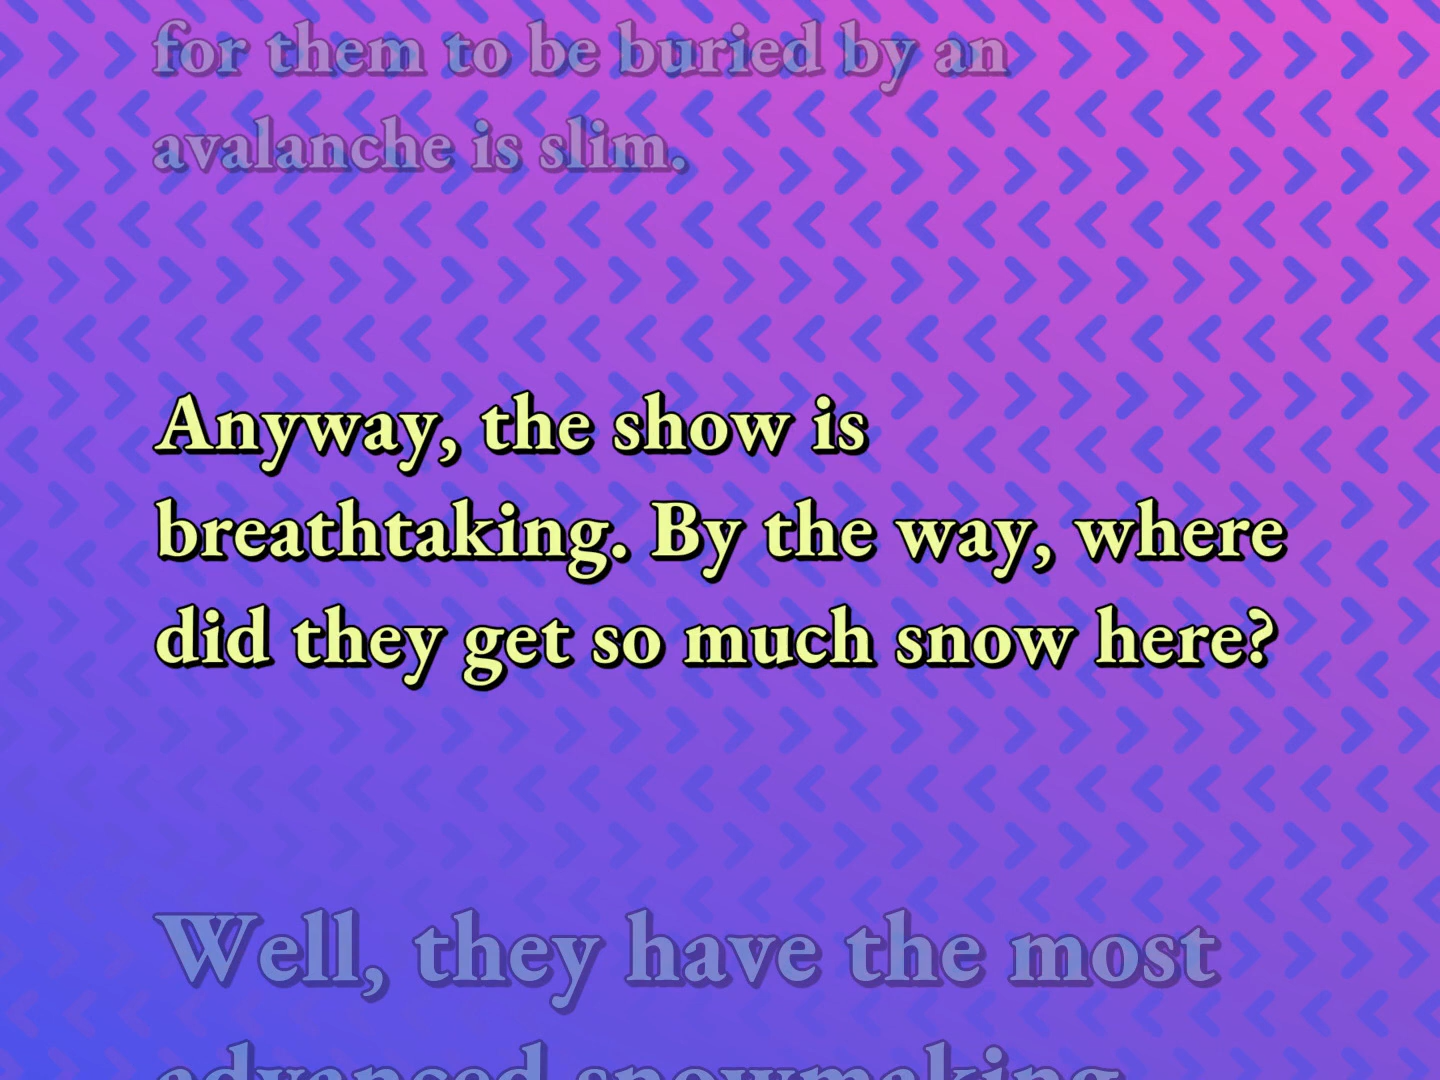 for them to be buried by an
avalanche is slim.
Anyway, the show is
breathtaking. By the way, where
did they get so much snow here?
Well, they have the most
advanced snowmaking